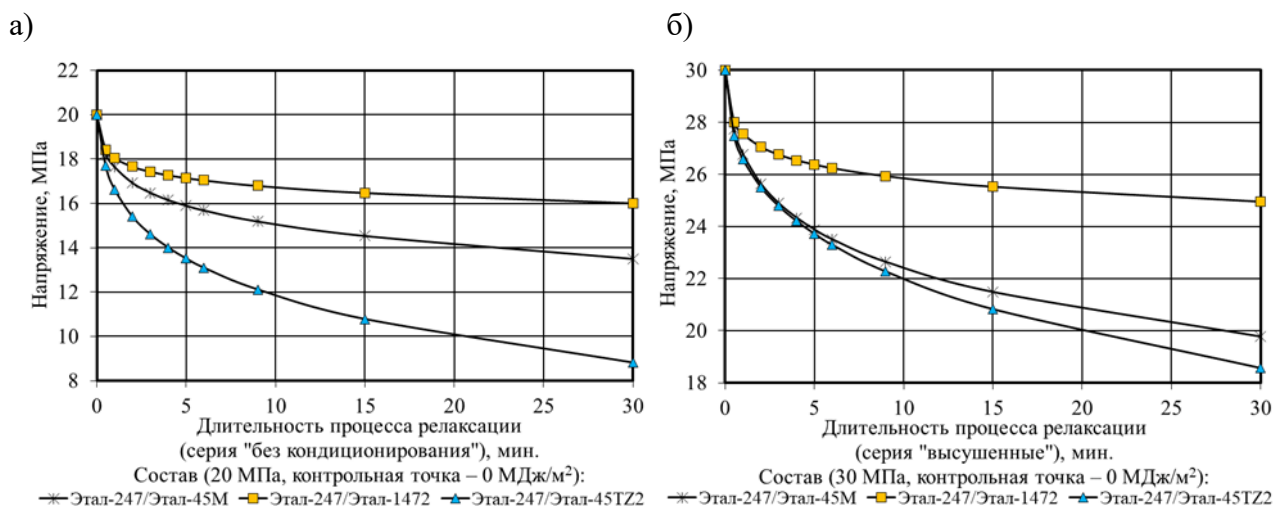 а)
22
20
18
16
14
12
10
8
Напряжение, МПа
0 5 10 15 20 25 30
Длительность процесса релаксации
(серия "без кондиционирования"), мин.
Состав (20 МПа, контрольная точка – 0 МДж/м²):
Этал-247/Этал-45М Этал-247/Этал-1472 Этал-247/Этал-45TZ2
б)
30
28
26
24
22
20
18
Напряжение, МПа
0 5 10 15 20 25 30
Длительность процесса релаксации
(серия "высушенные"), мин.
Состав (30 МПа, контрольная точка – 0 МДж/м²):
Этал-247/Этал-45М Этал-247/Этал-1472 Этал-247/Этал-45TZ2